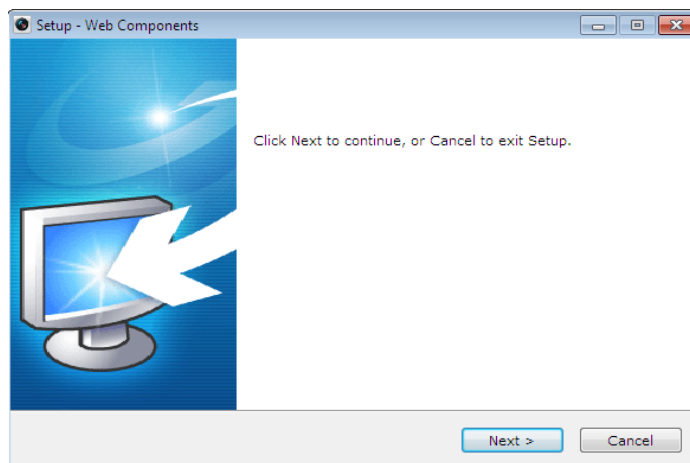 Setup - Web Components
Click Next to continue, or Cancel to exit Setup.
Next >
Cancel